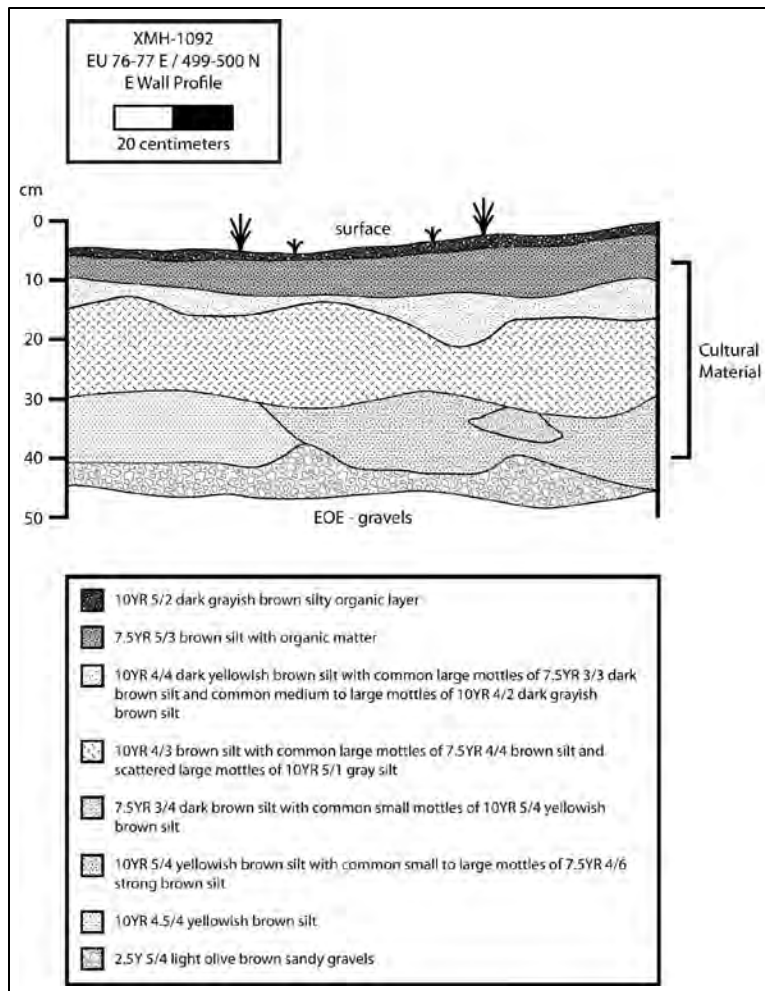 XMH-1092
EU 76-77 E / 499-500 N
E Wall Profile
20 centimeters
cm
0
surface
10
20
Cultural
Material
30
40
50
EOE - gravels
10YR 5/2 dark grayish brown silty organic layer
7.5YR 5/3 brown silt with organic matter
10YR 4/4 dark yellowish brown silt with common large mottles of 7.5YR 3/3 dark
brown silt and common medium to large mottles of 10YR 4/2 dark grayish
brown silt
10YR 4/3 brown silt with common large mottles of 7.5YR 4/4 brown silt and
scattered large mottles of 10YR 5/1 gray silt
7.5YR 3/4 dark brown silt with common small mottles of 10YR 5/4 yellowish
brown silt
10YR 5/4 yellowish brown silt with common small to large mottles of 7.5YR 4/6
strong brown silt
10YR 4.5/4 yellowish brown silt
2.5Y 5/4 light olive brown sandy gravels